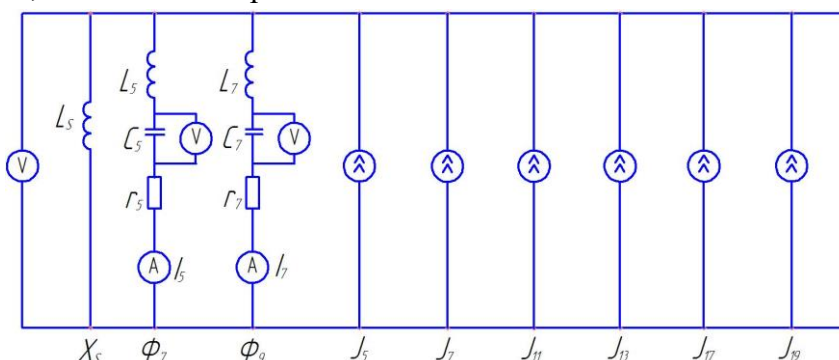 L₅
L₇
Lₛ
C₅
V
C₇
V
V
r₅
r₇
A
I₅
A
I₇
Xₛ
Φ₇
Φ₉
J₅
J₇
J₁₁
J₁₃
J₁₇
J₁₉